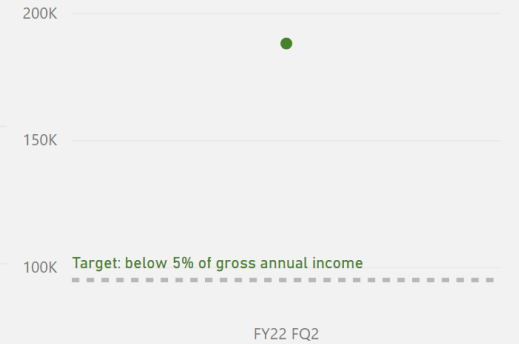 200K
150K
100K
Target: below 5% of gross annual income
FY22 FQ2